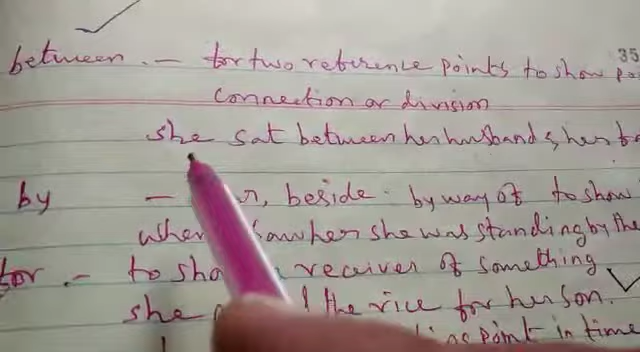 35
between. - for two reference points to show
connection or division
she sat between her husband & her
by - beside. by way of to show
when saw her she was standing by the
for. - to receiver of something
she the rice for her son.
point in time